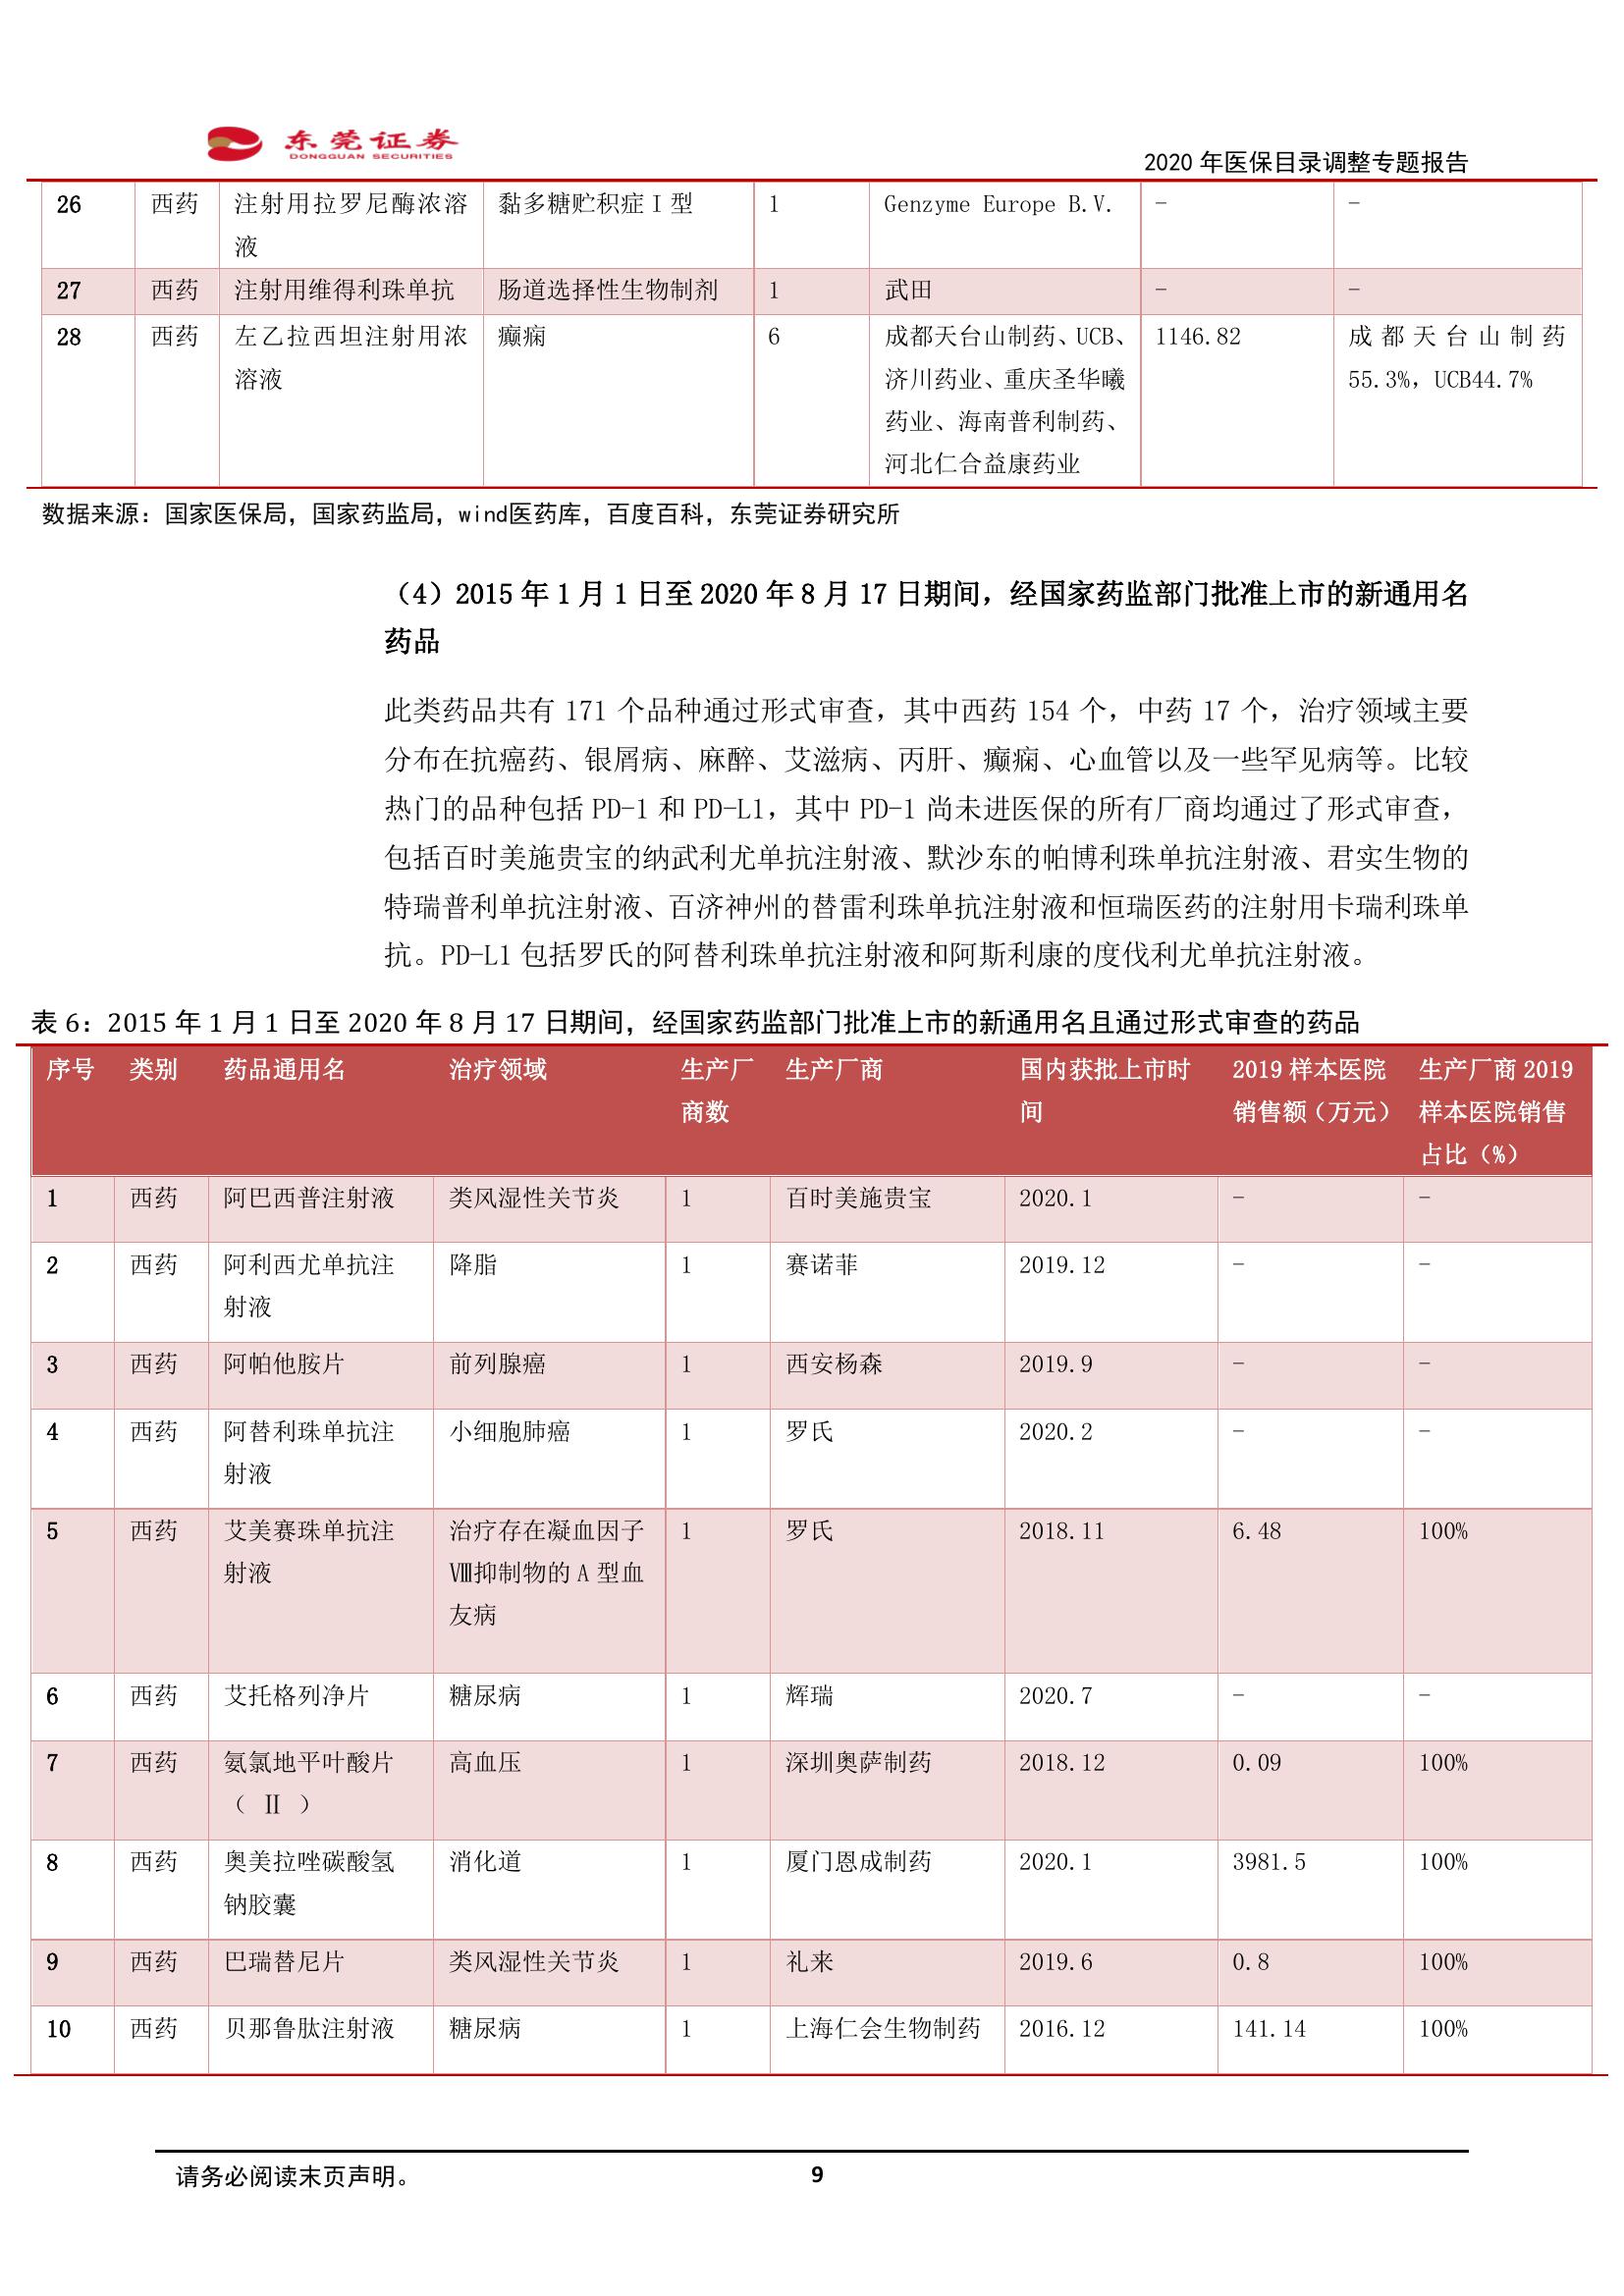 东莞证券
DONGGUAN SECURITIES
2020 年医保目录调整专题报告
26 西药 注射用拉罗尼酶浓溶 黏多糖贮积症 I 型 1 Genzyme Europe B.V. - -
液
27 西药 注射用维得利珠单抗 肠道选择性生物制剂 1 武田 - -
28 西药 左乙拉西坦注射用浓 癫痫 6 成都天台山制药、UCB、 1146.82 成都天台山制药
溶液 济川药业、重庆圣华曦 55.3%，UCB44.7%
药业、海南普利制药、
河北仁合益康药业
数据来源：国家医保局，国家药监局，wind医药库，百度百科，东莞证券研究所
（4）2015 年 1 月 1 日至 2020 年 8 月 17 日期间，经国家药监部门批准上市的新通用名
药品
此类药品共有 171 个品种通过形式审查，其中西药 154 个，中药 17 个，治疗领域主要
分布在抗癌药、银屑病、麻醉、艾滋病、丙肝、癫痫、心血管以及一些罕见病等。比较
热门的品种包括 PD-1 和 PD-L1，其中 PD-1 尚未进医保的所有厂商均通过了形式审查，
包括百时美施贵宝的纳武利尤单抗注射液、默沙东的帕博利珠单抗注射液、君实生物的
特瑞普利单抗注射液、百济神州的替雷利珠单抗注射液和恒瑞医药的注射用卡瑞利珠单
抗。PD-L1 包括罗氏的阿替利珠单抗注射液和阿斯利康的度伐利尤单抗注射液。
表 6：2015 年 1 月 1 日至 2020 年 8 月 17 日期间，经国家药监部门批准上市的新通用名且通过形式审查的药品
序号 类别 药品通用名 治疗领域 生产厂 生产厂商 国内获批上市时 2019 样本医院 生产厂商 2019
商数 间 销售额（万元） 样本医院销售
占比（%）
1 西药 阿巴西普注射液 类风湿性关节炎 1 百时美施贵宝 2020.1 - -
2 西药 阿利西尤单抗注 降脂 1 赛诺菲 2019.12 - -
射液
3 西药 阿帕他胺片 前列腺癌 1 西安杨森 2019.9 - -
4 西药 阿替利珠单抗注 小细胞肺癌 1 罗氏 2020.2 - -
射液
5 西药 艾美赛珠单抗注 治疗存在凝血因子 1 罗氏 2018.11 6.48 100%
射液 Ⅷ抑制物的 A 型血
友病
6 西药 艾托格列净片 糖尿病 1 辉瑞 2020.7 - -
7 西药 氨氯地平叶酸片 高血压 1 深圳奥萨制药 2018.12 0.09 100%
（ Ⅱ ）
8 西药 奥美拉唑碳酸氢 消化道 1 厦门恩成制药 2020.1 3981.5 100%
钠胶囊
9 西药 巴瑞替尼片 类风湿性关节炎 1 礼来 2019.6 0.8 100%
10 西药 贝那鲁肽注射液 糖尿病 1 上海仁会生物制药 2016.12 141.14 100%
请务必阅读末页声明。 9